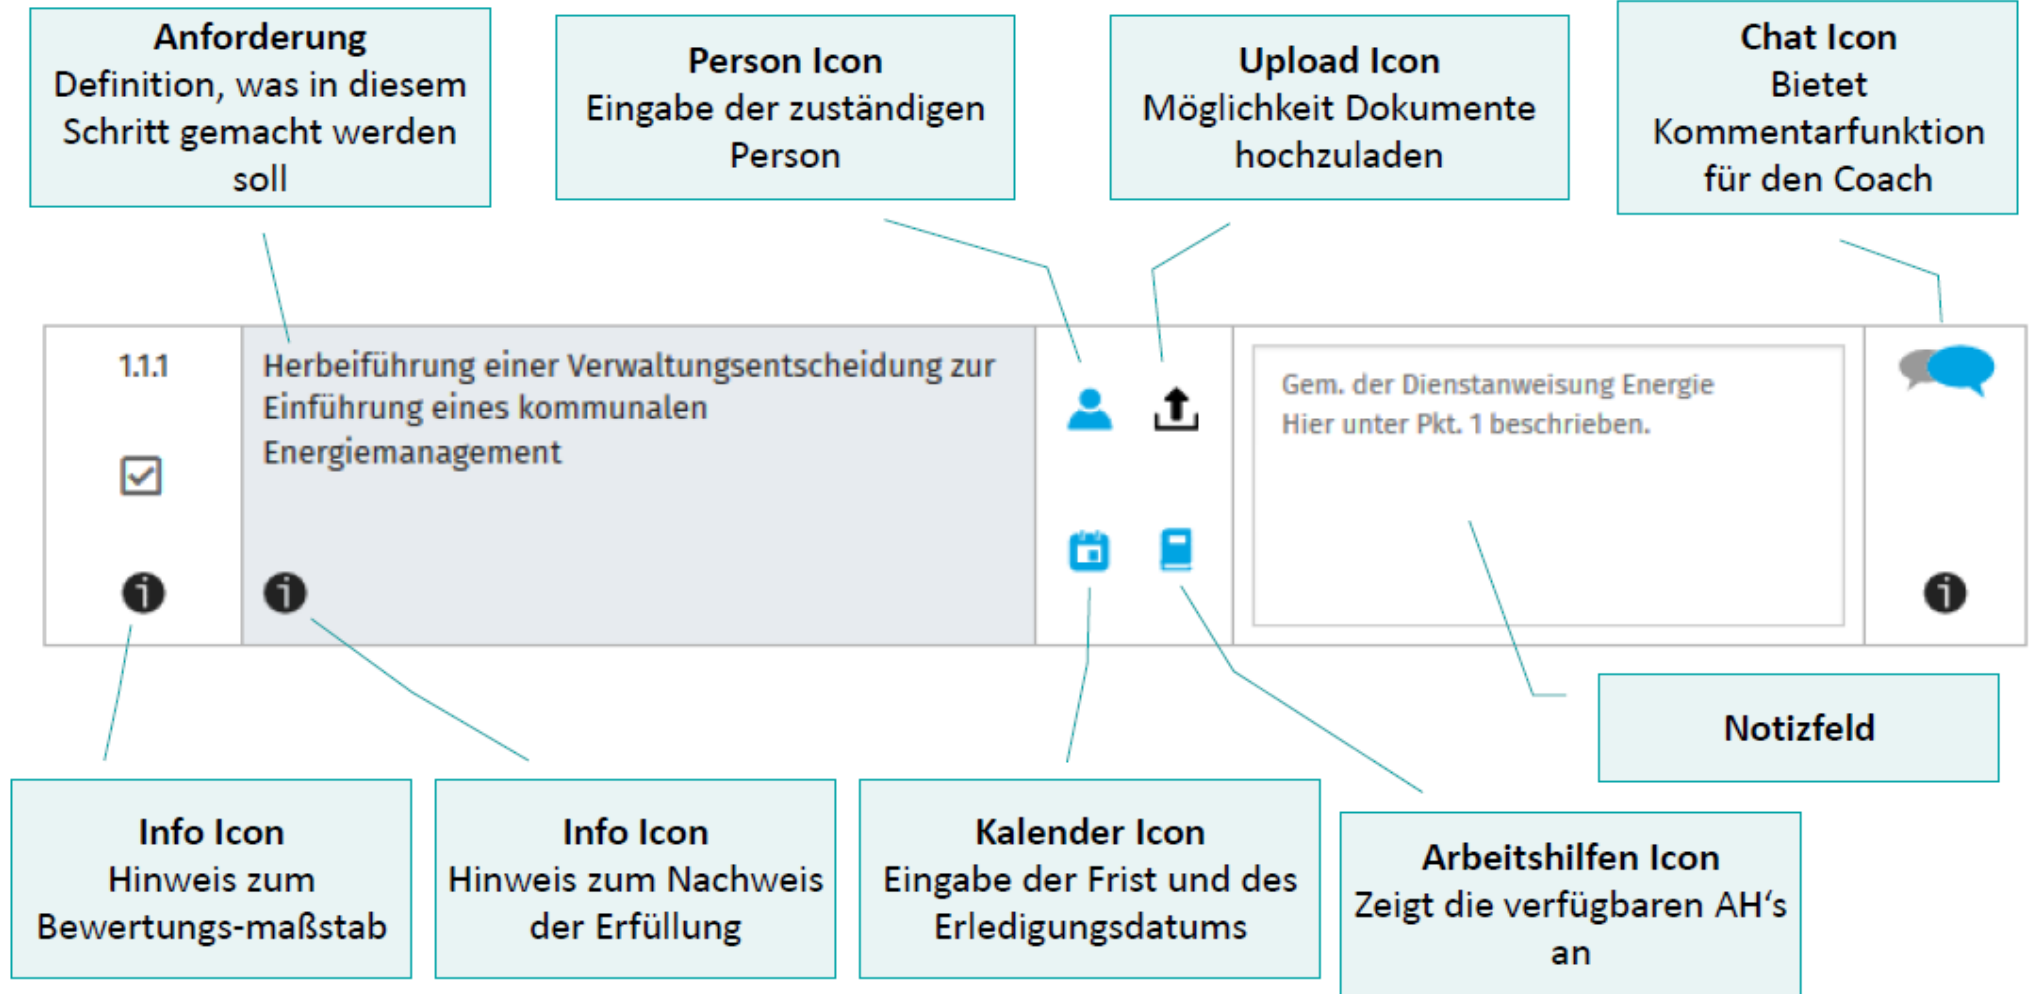 Anforderung
Definition, was in diesem
Schritt gemacht werden
soll
Person Icon
Eingabe der zuständigen
Person
Upload Icon
Möglichkeit Dokumente
hochzuladen
Chat Icon
Bietet
Kommentarfunktion
für den Coach
1.1.1
Herbeiführung einer Verwaltungsentscheidung zur
Einführung eines kommunalen
Energiemanagement
Gem. der Dienstanweisung Energie
Hier unter Pkt. 1 beschrieben.
Notizfeld
Info Icon
Hinweis zum
Bewertungs-maßstab
Info Icon
Hinweis zum Nachweis
der Erfüllung
Kalender Icon
Eingabe der Frist und des
Erledigungsdatums
Arbeitshilfen Icon
Zeigt die verfügbaren AH‘s
an